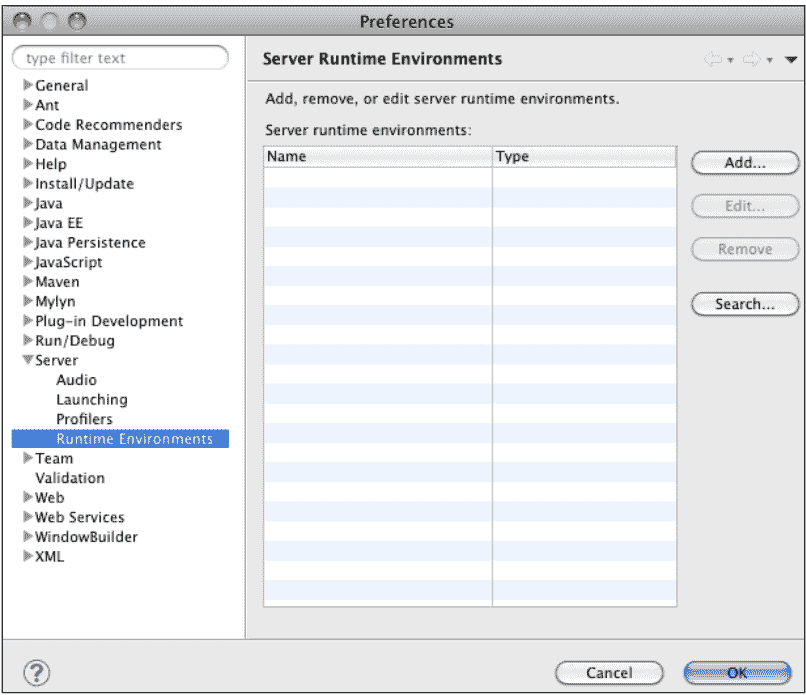 Preferences
type filter text
General
Ant
Code Recommenders
Data Management
Help
Install/Update
Java
Java EE
Java Persistence
JavaScript
Maven
Mylyn
Plug-in Development
Run/Debug
Server
Audio
Launching
Profilers
Runtime Environments
Team
Validation
Web
Web Services
WindowBuilder
XML
Server Runtime Environments
Add, remove, or edit server runtime environments.
Server runtime environments:
Name Type
Add...
Edit...
Remove
Search...
?
Cancel OK